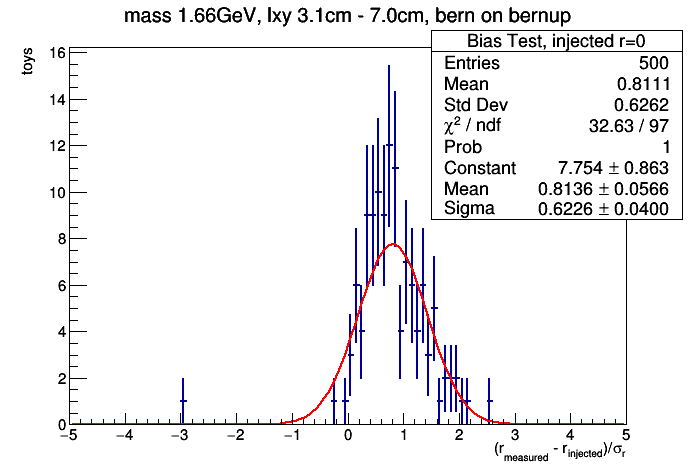 mass 1.66GeV, lxy 3.1cm - 7.0cm, bern on bernup
Bias Test, injected r=0
Entries 500
Mean 0.8111
Std Dev 0.6262
χ² / ndf 32.63 / 97
Prob 1
Constant 7.754 ± 0.863
Mean 0.8136 ± 0.0566
Sigma 0.6226 ± 0.0400
toys
16
14
12
10
8
6
4
2
0
−5 −4 −3 −2 −1 0 1 2 3 4 5
(r_measured - r_injected)/σ_r